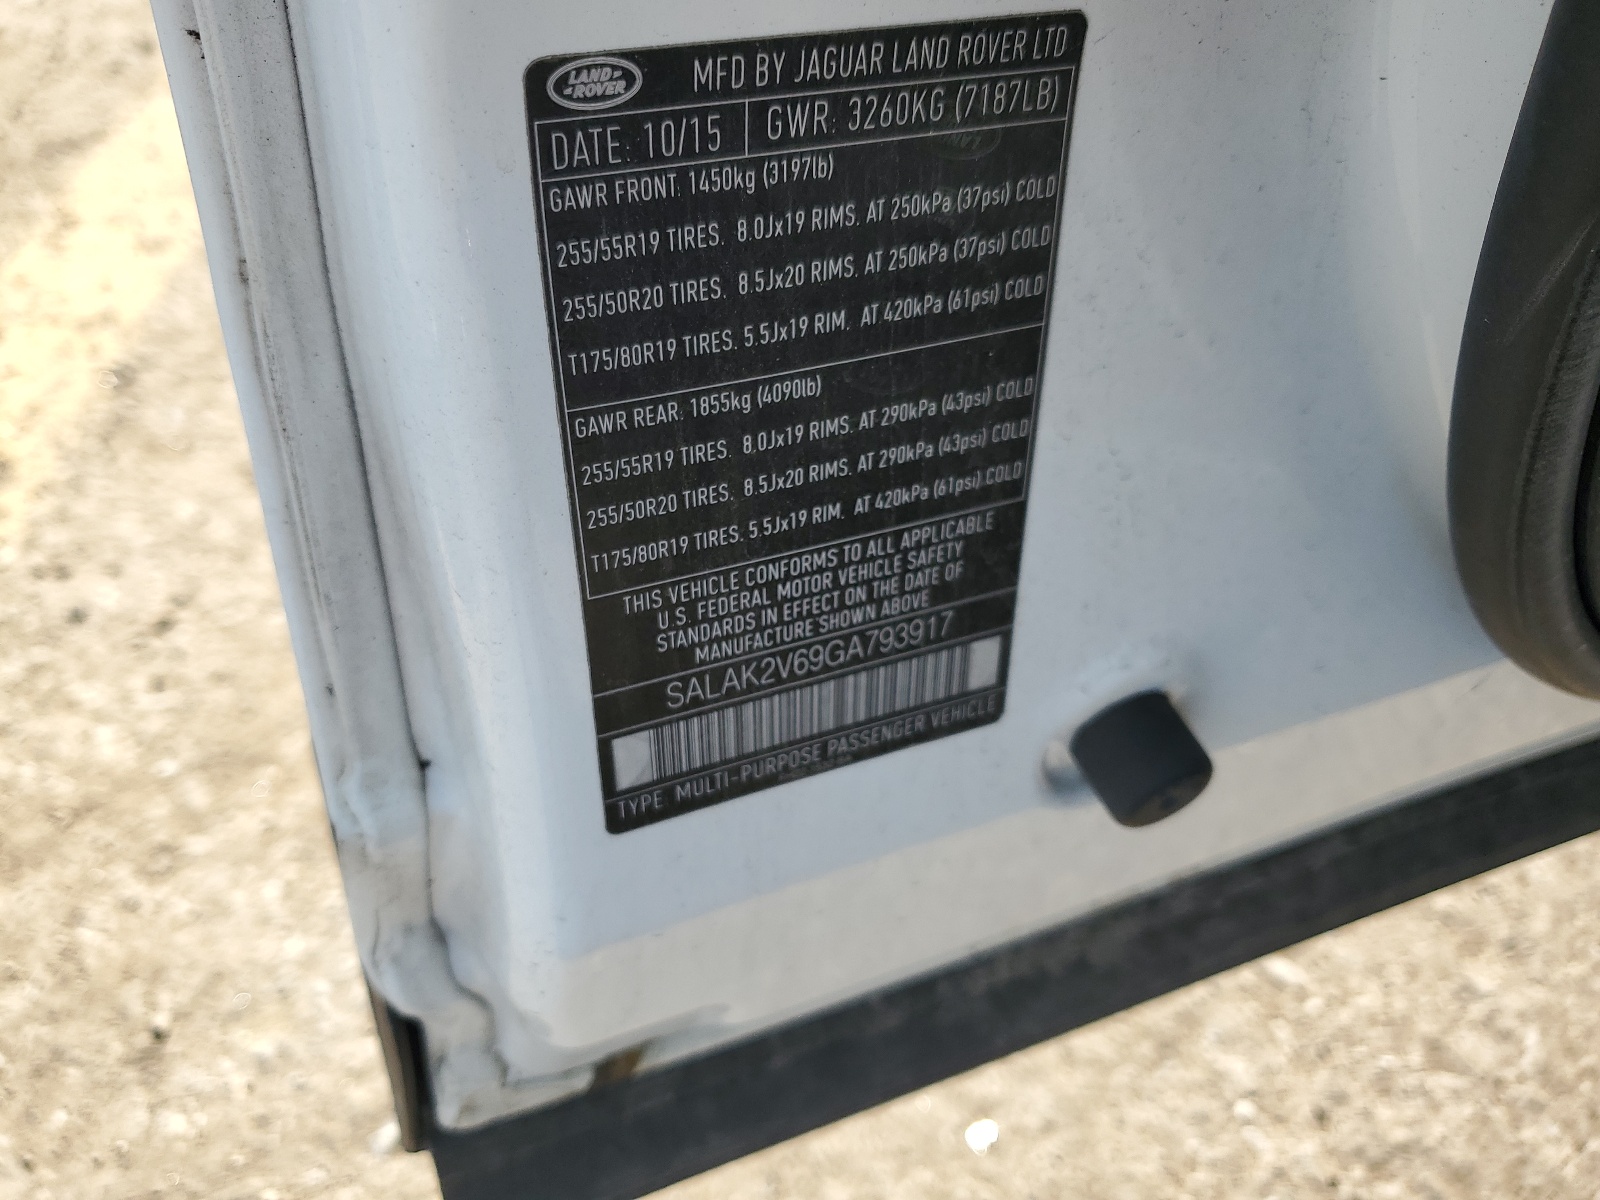 LAND-
-ROVER
MFD BY JAGUAR LAND ROVER LTD
DATE: 10/15 GWR: 3260KG (7187LB)
GAWR FRONT: 1450kg (3197lb)
255/55R19 TIRES. 8.0Jx19 RIMS. AT 250kPa (37psi) COLD
255/50R20 TIRES. 8.5Jx20 RIMS. AT 250kPa (37psi) COLD
T175/80R19 TIRES. 5.5Jx19 RIM. AT 420kPa (61psi) COLD
GAWR REAR: 1855kg (4090lb)
255/55R19 TIRES. 8.0Jx19 RIMS. AT 290kPa (43psi) COLD
255/50R20 TIRES. 8.5Jx20 RIMS. AT 290kPa (43psi) COLD
T175/80R19 TIRES. 5.5Jx19 RIM. AT 420kPa (61psi) COLD
THIS VEHICLE CONFORMS TO ALL APPLICABLE
U.S. FEDERAL MOTOR VEHICLE SAFETY
STANDARDS IN EFFECT ON THE DATE OF
MANUFACTURE SHOWN ABOVE
SALAK2V69GA793917
TYPE: MULTI-PURPOSE PASSENGER VEHICLE